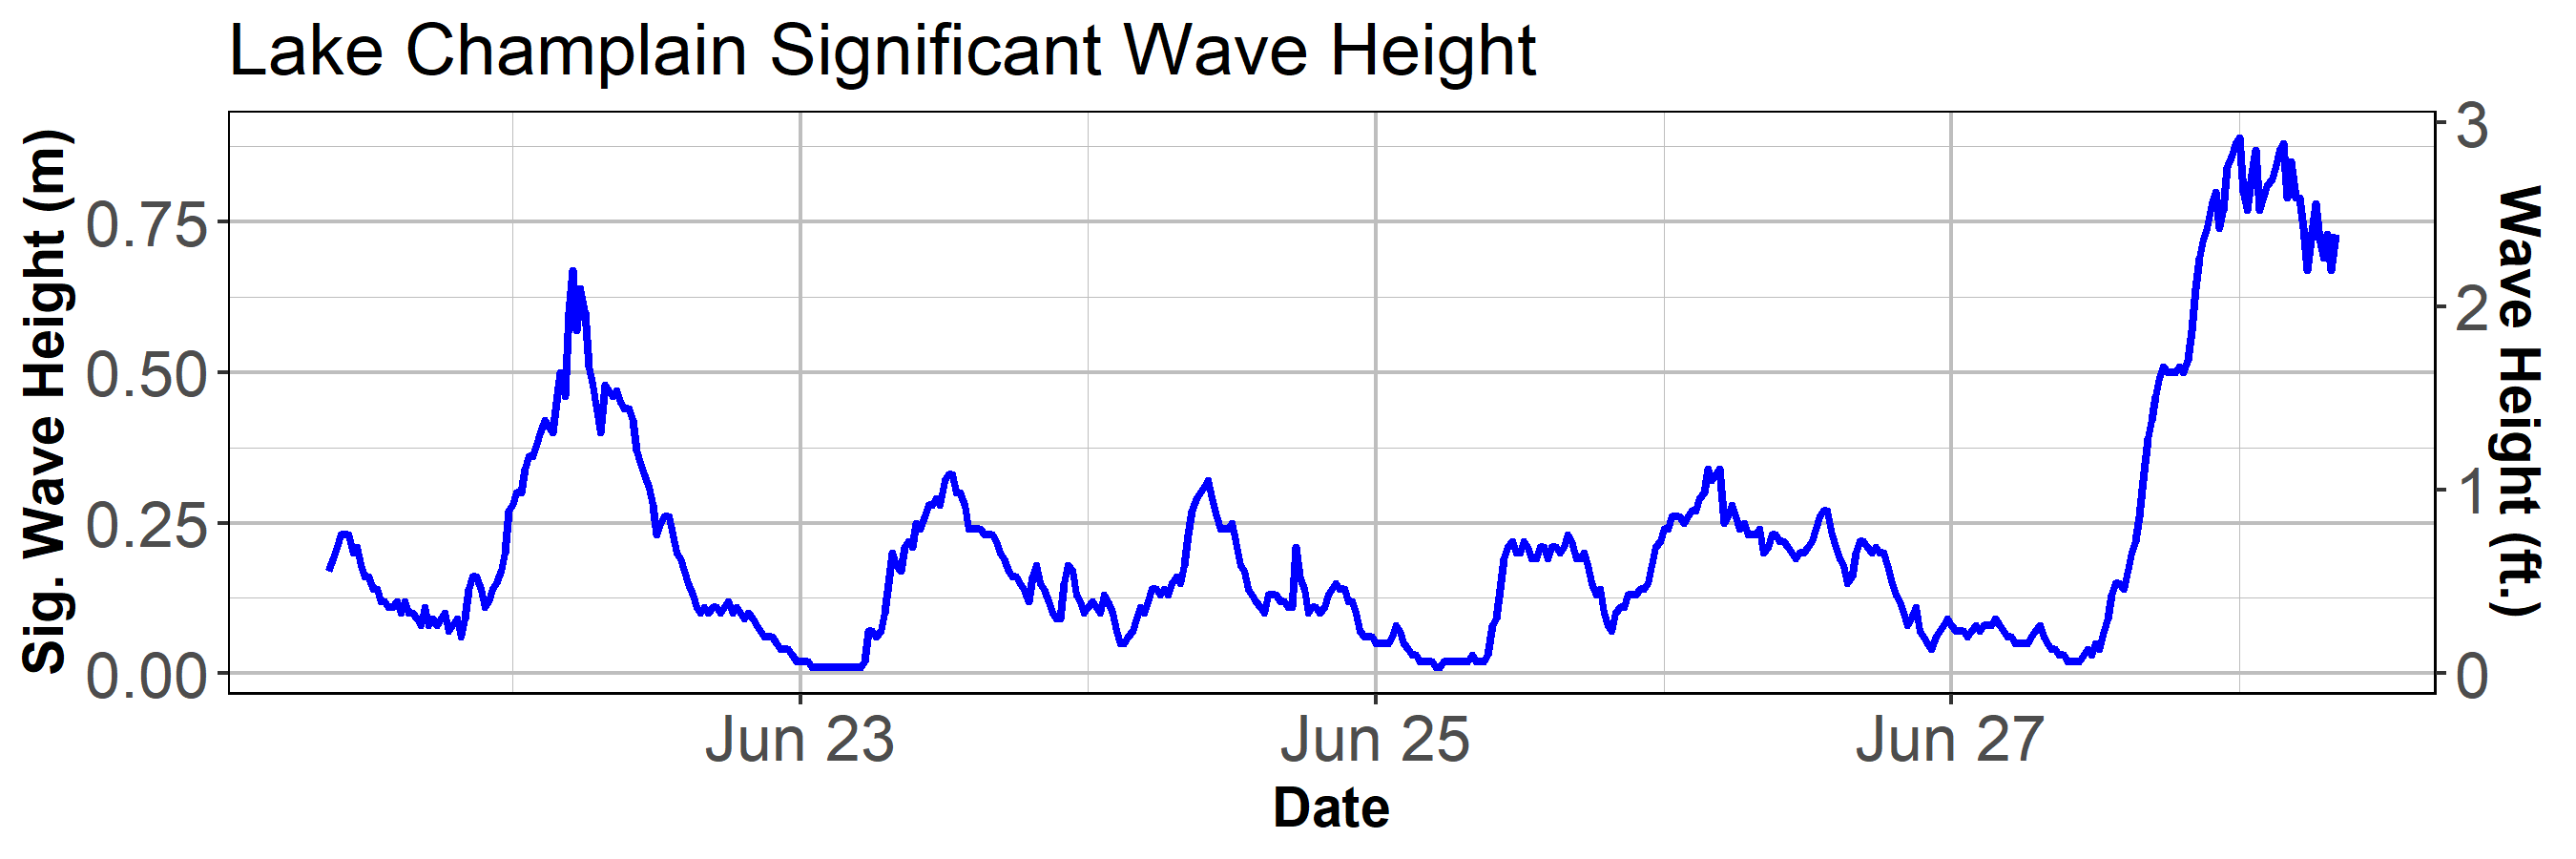 Lake Champlain Significant Wave Height
Sig. Wave Height (m)
0.75
0.50
0.25
0.00
3
2
1
0
Wave Height (ft.)
Jun 23
Jun 25
Jun 27
Date